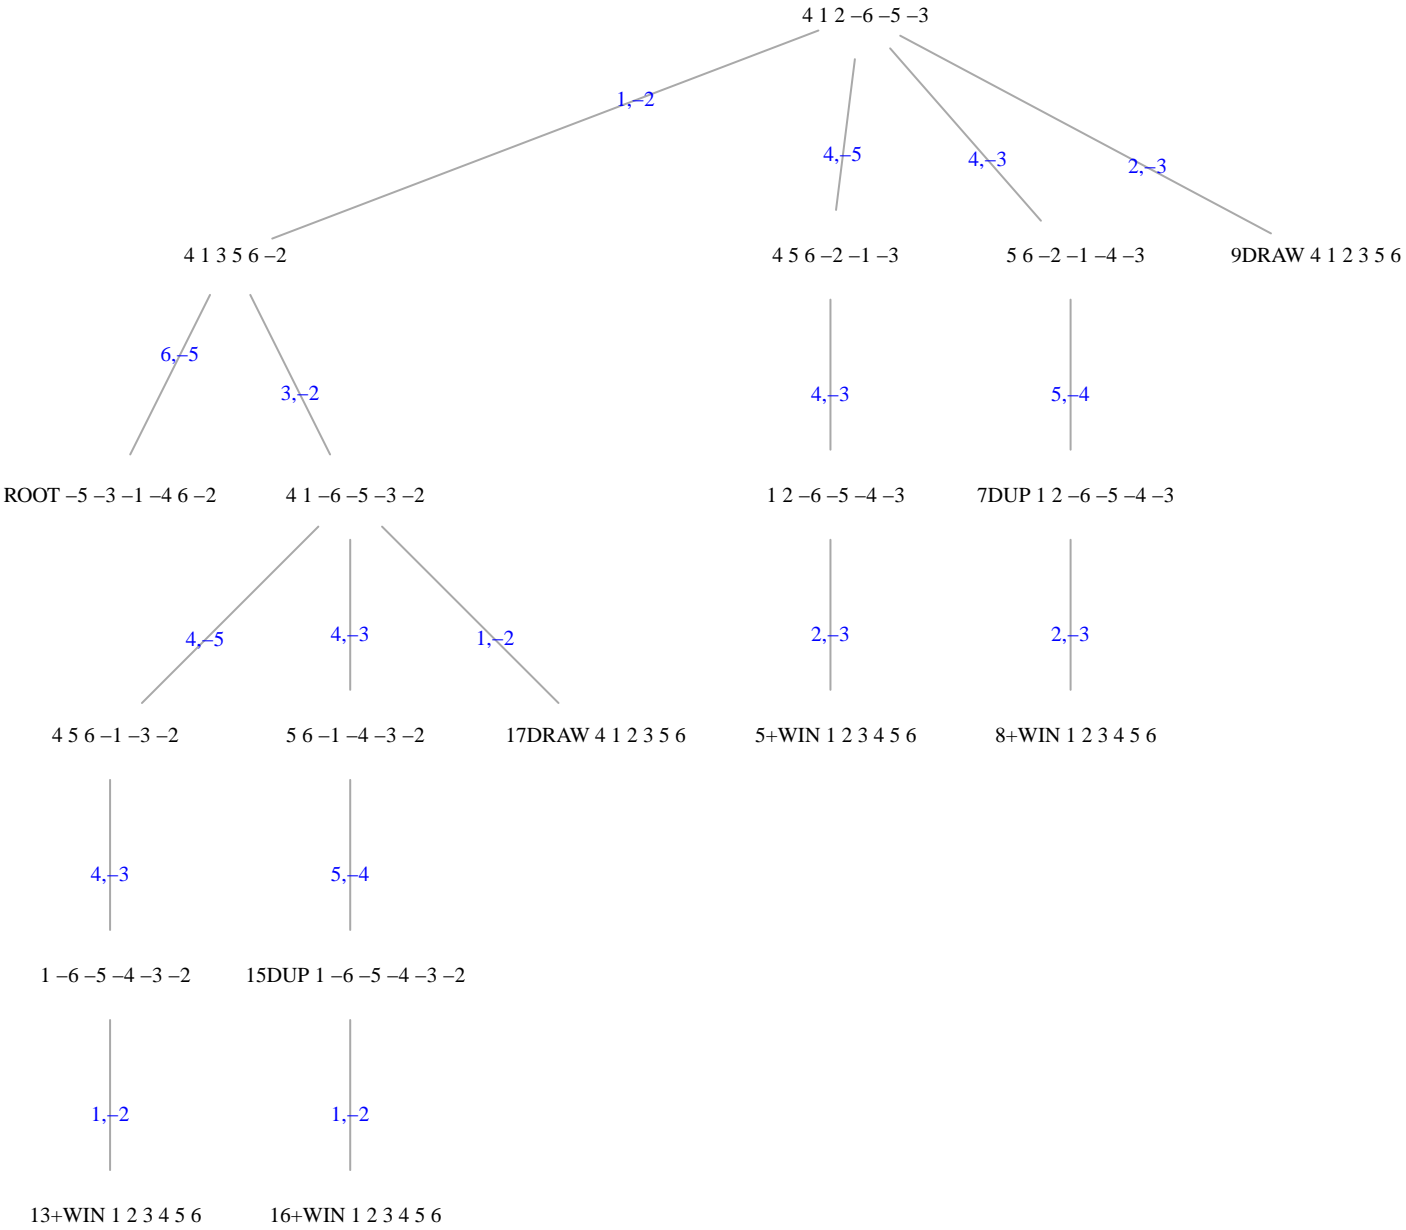 4 1 2 –6 –5 –3
1,–2
4,–5
4,–3
2,–3
4 1 3 5 6 –2
4 5 6 –2 –1 –3
5 6 –2 –1 –4 –3
9DRAW 4 1 2 3 5 6
6,–5
3,–2
4,–3
5,–4
ROOT –5 –3 –1 –4 6 –2
4 1 –6 –5 –3 –2
1 2 –6 –5 –4 –3
7DUP 1 2 –6 –5 –4 –3
4,–5
4,–3
1,–2
2,–3
2,–3
4 5 6 –1 –3 –2
5 6 –1 –4 –3 –2
17DRAW 4 1 2 3 5 6
5+WIN 1 2 3 4 5 6
8+WIN 1 2 3 4 5 6
4,–3
5,–4
1 –6 –5 –4 –3 –2
15DUP 1 –6 –5 –4 –3 –2
1,–2
1,–2
13+WIN 1 2 3 4 5 6
16+WIN 1 2 3 4 5 6